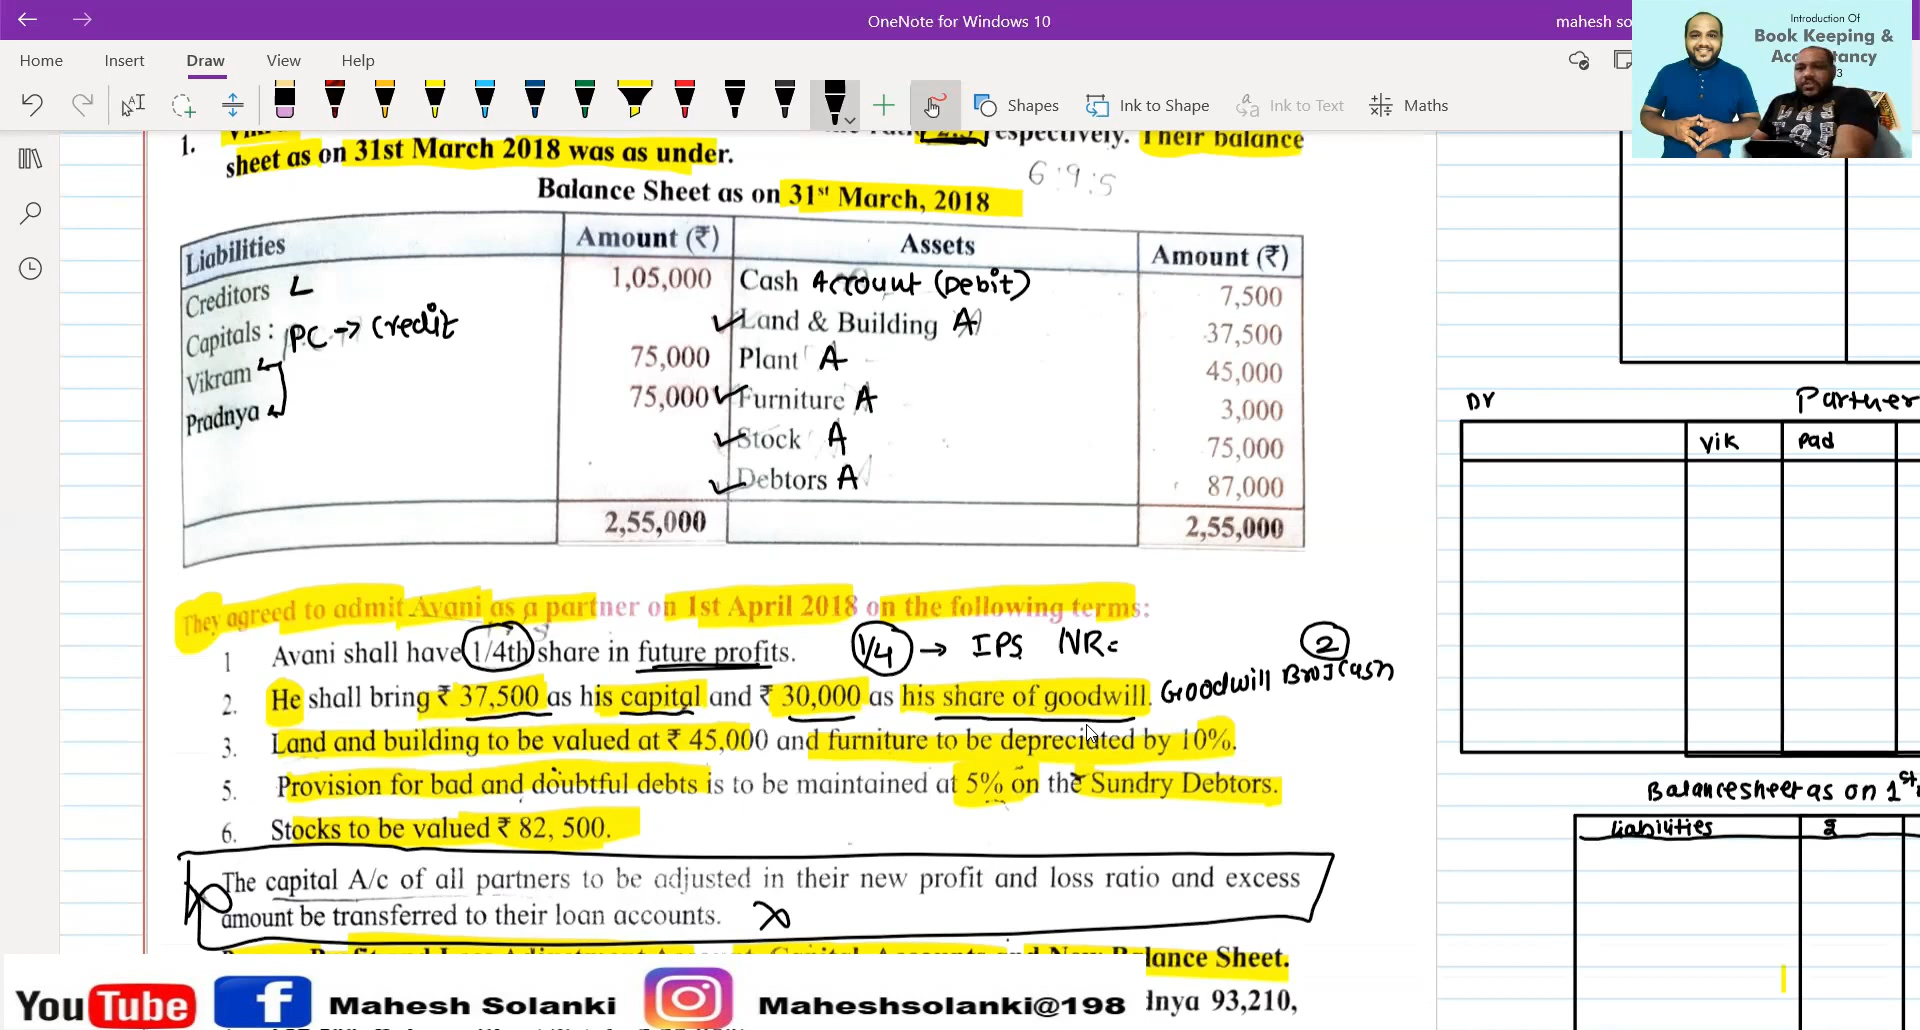 OneNote for Windows 10
mahesh so
Introduction Of
Book Keeping &
Home Insert Draw View Help
Shapes Ink to Shape Ink to Text Maths
1.
espectively. Their balance
sheet as on 31st March 2018 was as under.
6:9:5
Balance Sheet as on 31st March, 2018
Liabilities Amount (₹) Assets Amount (₹)
Creditors L 1,05,000 Cash Account (Debit) 7,500
Capitals : PC → Credit Land & Building A 37,500
Vikram 75,000 Plant A 45,000
Pradnya 75,000 Furniture A 3,000
Stock A 75,000
Debtors A 87,000
2,55,000 2,55,000
They agreed to admit Avani as a partner on 1st April 2018 on the following terms:
1 Avani shall have 1/4th share in future profits. 1/4 → IPS NR= 2
2. He shall bring ₹ 37,500 as his capital and ₹ 30,000 as his share of goodwill. Goodwill
3. Land and building to be valued at ₹ 45,000 and furniture to be depreciated by 10%.
5. Provision for bad and doubtful debts is to be maintained at 5% on the Sundry Debtors.
6. Stocks to be valued ₹ 82, 500.
The capital A/c of all partners to be adjusted in their new profit and loss ratio and excess
amount be transferred to their loan accounts.
lance Sheet.
dnya 93,210,
YouTube f Mahesh Solanki Maheshsolanki@198
Dr Partner
Vik Pad
Balancesheet as on 1st
liabilities ₹